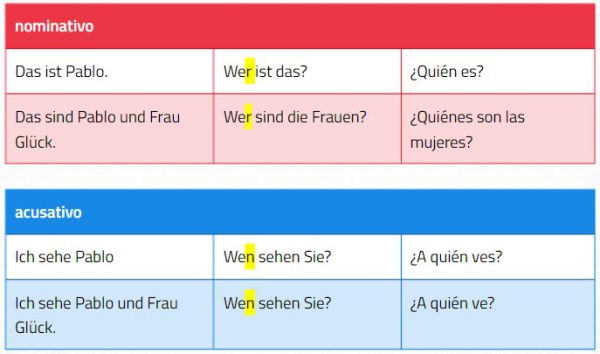 nominativo
Das ist Pablo. Wer ist das? ¿Quién es?
Das sind Pablo und Frau Wer sind die Frauen? ¿Quiénes son las
Glück. mujeres?
acusativo
Ich sehe Pablo Wen sehen Sie? ¿A quién ves?
Ich sehe Pablo und Frau Wen sehen Sie? ¿A quién ve?
Glück.